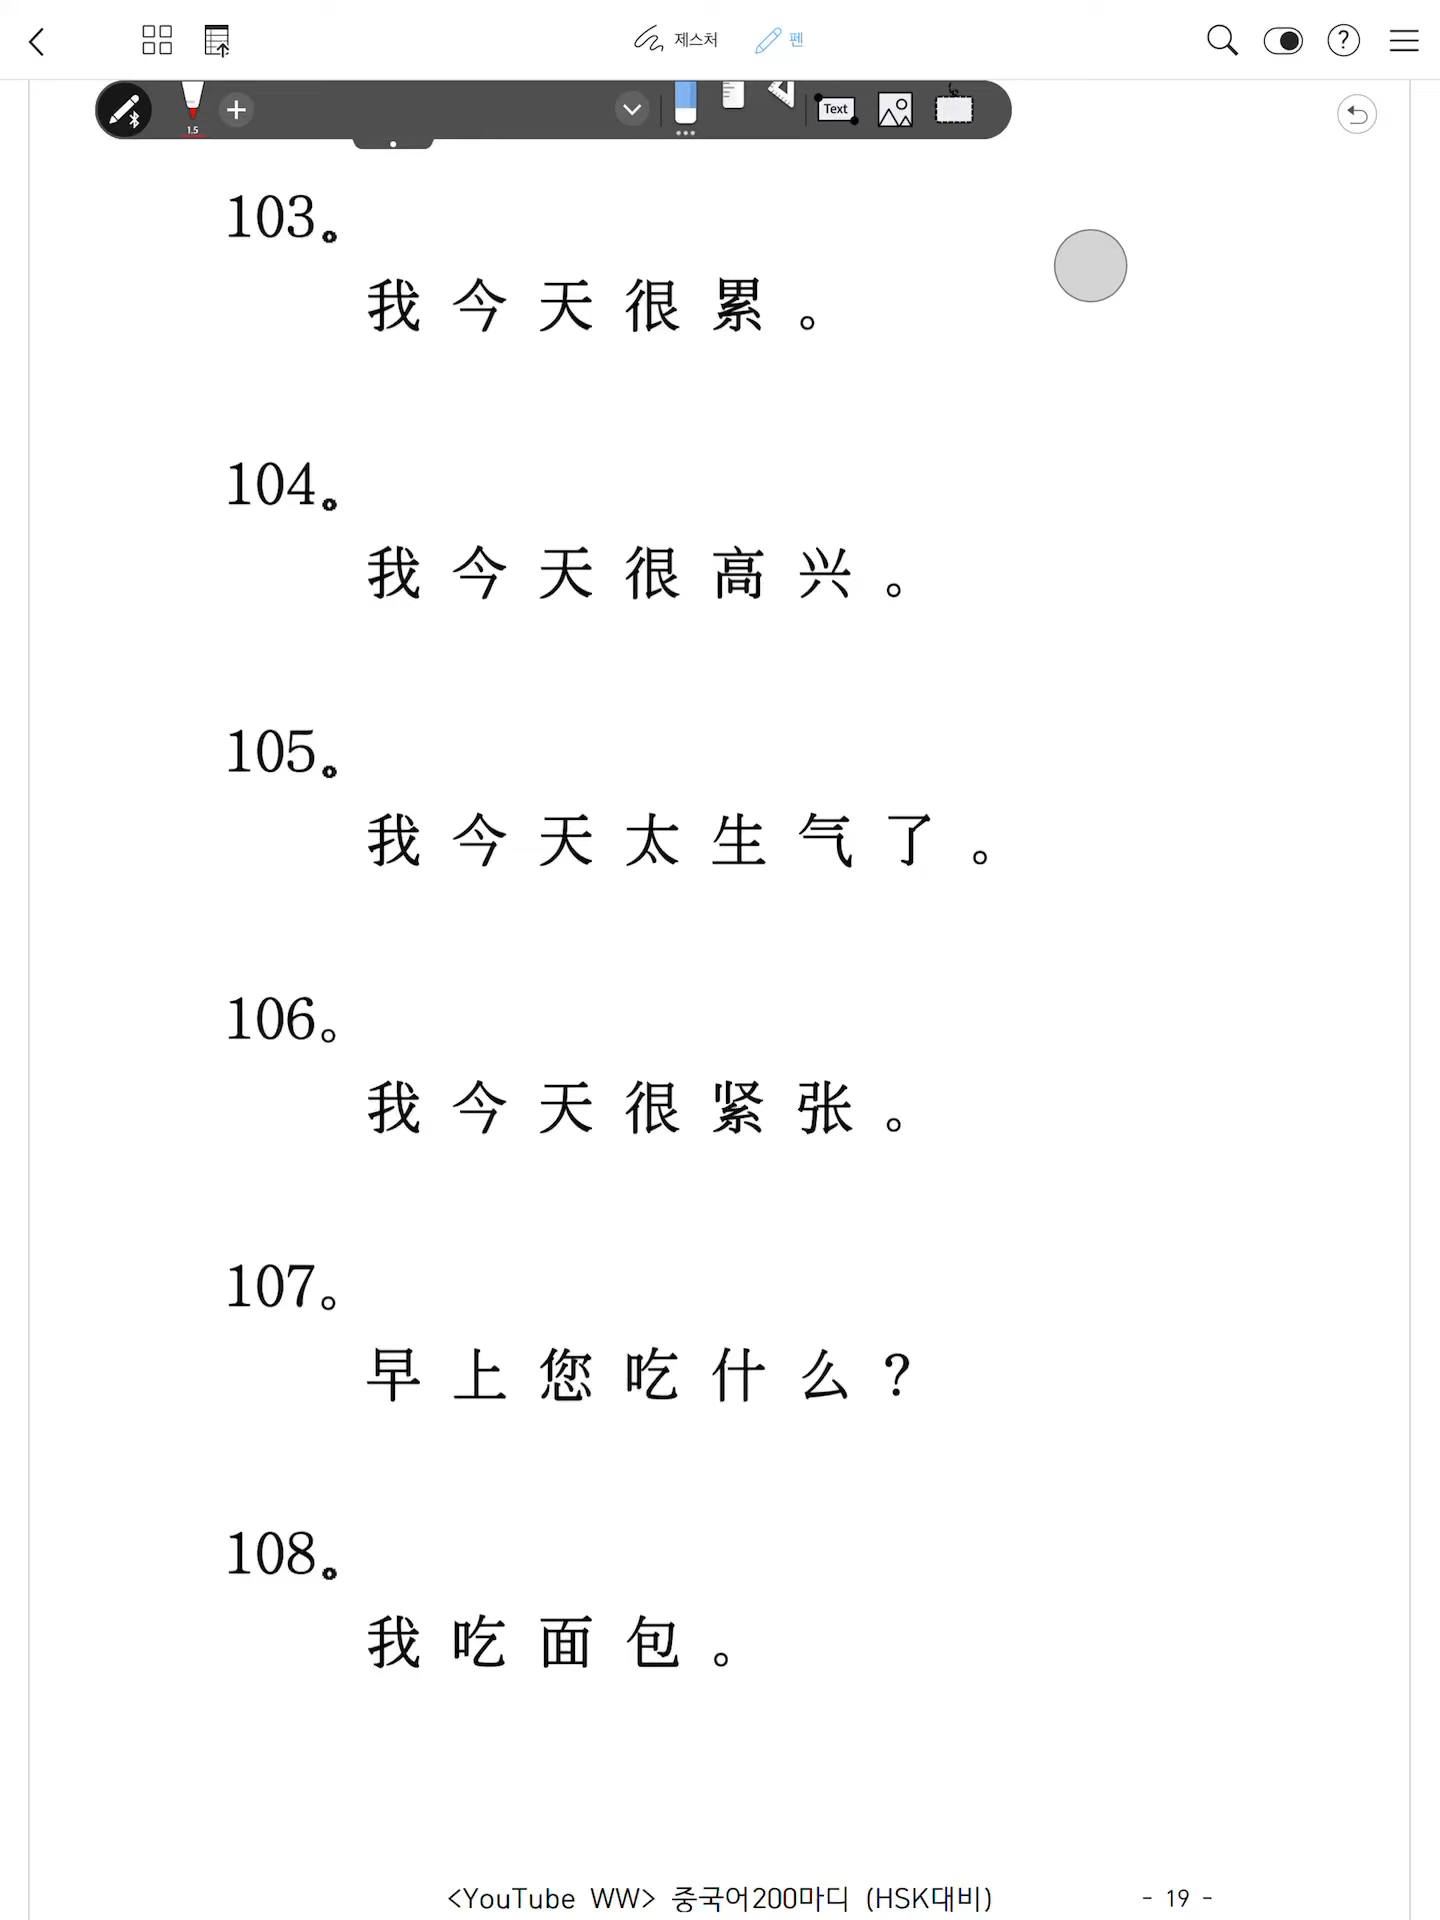 제스처 펜
1.5 Text
103。
我今天很累。
104。
我今天很高兴。
105。
我今天太生气了。
106。
我今天很紧张。
107。
早上您吃什么？
108。
我吃面包。
<YouTube WW> 중국어200마디 (HSK대비) - 19 -